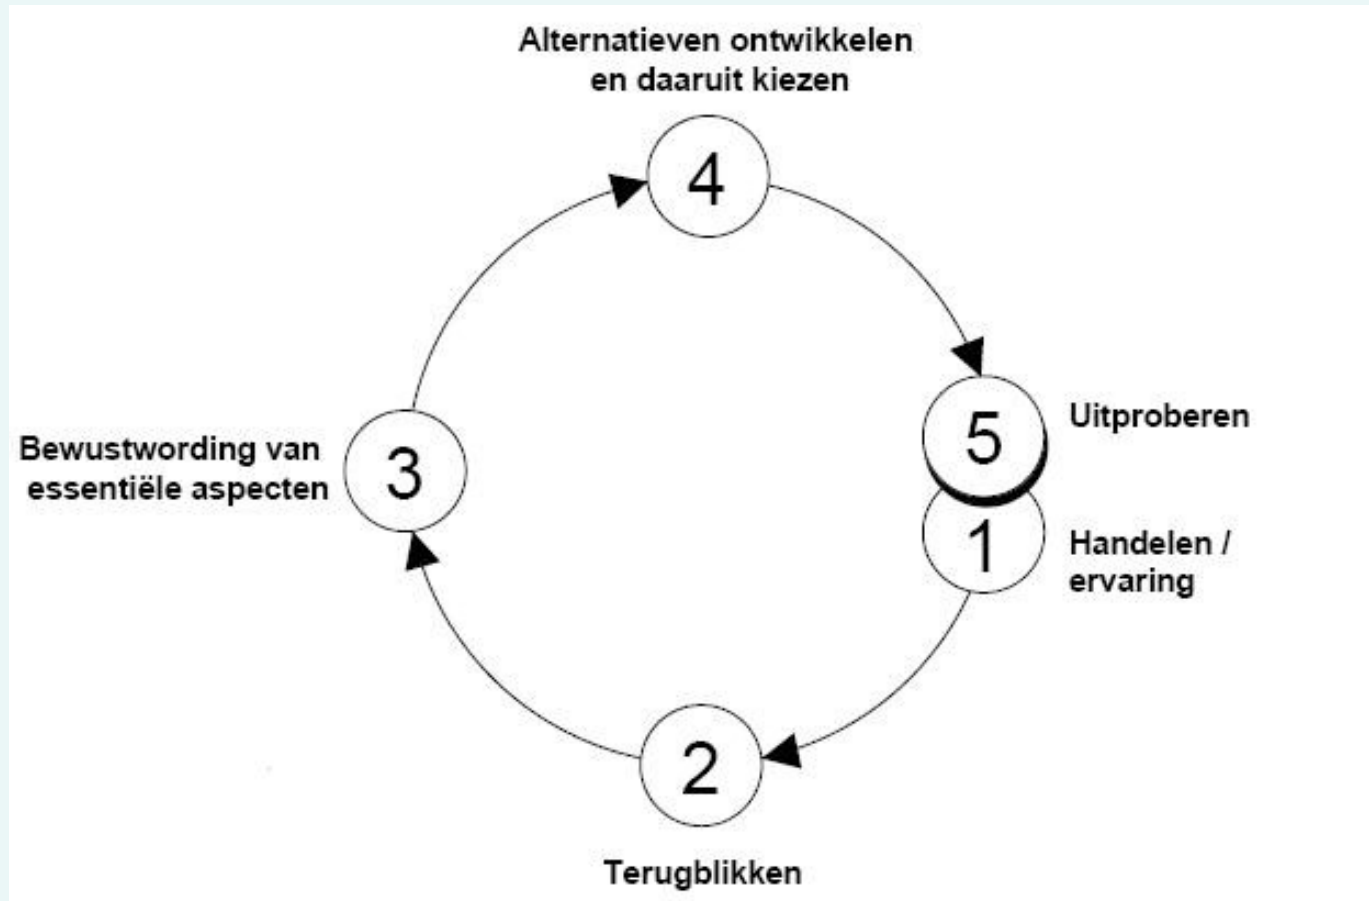 Alternatieven ontwikkelen
en daaruit kiezen
4
5
Uitproberen
Bewustwording van
essentiële aspecten
3
1
Handelen /
ervaring
2
Terugblikken